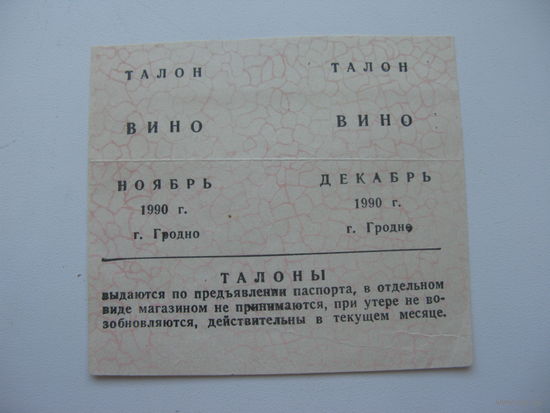 ТАЛОН ТАЛОН
ВИНО ВИНО
НОЯБРЬ ДЕКАБРЬ
1990 г. 1990 г.
г. Гродно г. Гродно
ТАЛОНЫ
выдаются по предъявлении паспорта, в отдельном
виде магазином не принимаются, при утере не во-
зобновляются, действительны в текущем месяце.